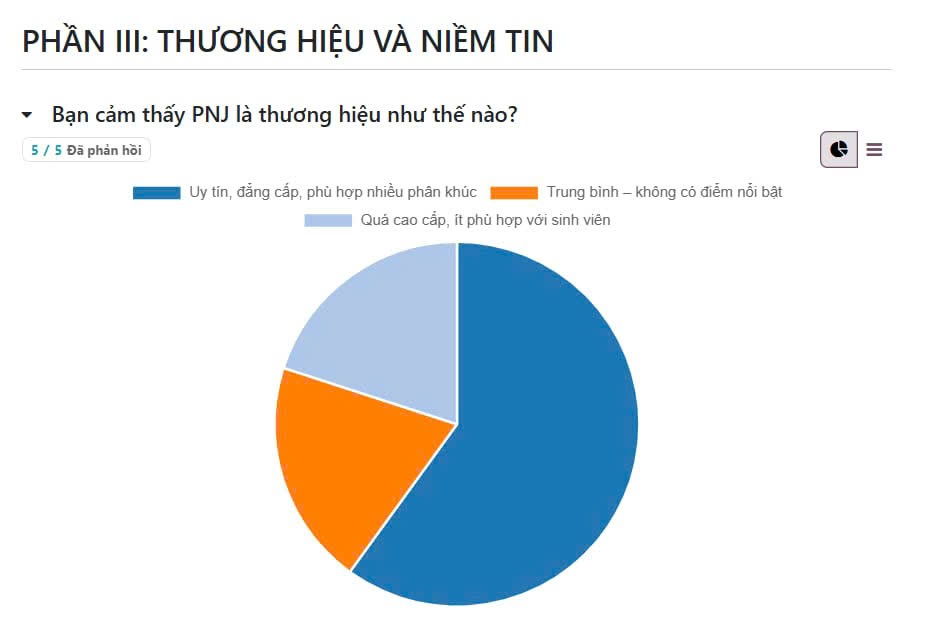 PHẦN III: THƯƠNG HIỆU VÀ NIỀM TIN
Bạn cảm thấy PNJ là thương hiệu như thế nào?
5 / 5 Đã phản hồi
Uy tín, đẳng cấp, phù hợp nhiều phân khúc
Trung bình – không có điểm nổi bật
Quá cao cấp, ít phù hợp với sinh viên